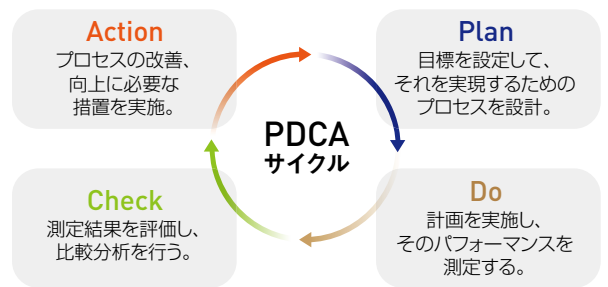 Action
プロセスの改善、
向上に必要な
措置を実施。
Plan
目標を設定して、
それを実現するための
プロセスを設計。
PDCA
サイクル
Check
測定結果を評価し、
比較分析を行う。
Do
計画を実施し、
そのパフォーマンスを
測定する。